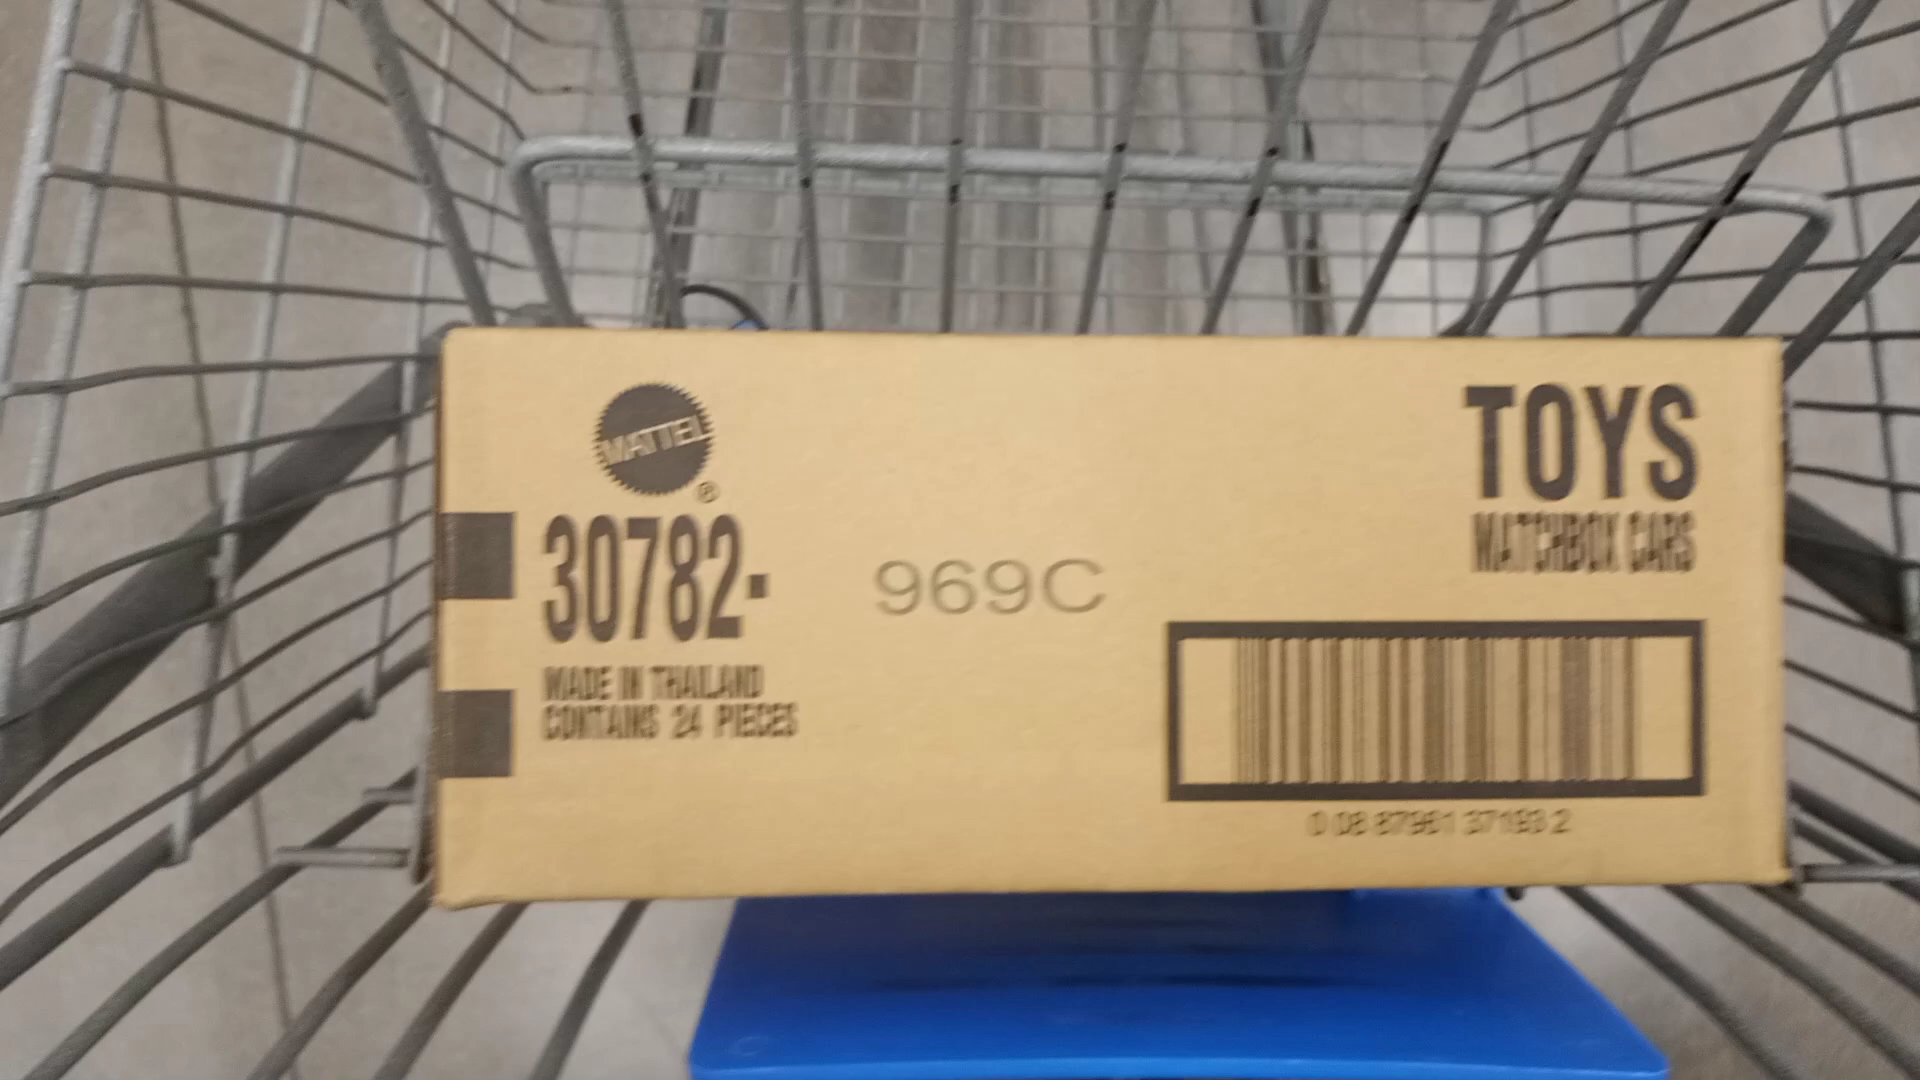 MATTEL
®
30782-
MADE IN THAILAND
CONTAINS 24 PIECES
969C
TOYS
MATCHBOX CARS
0 08 87961 37193 2